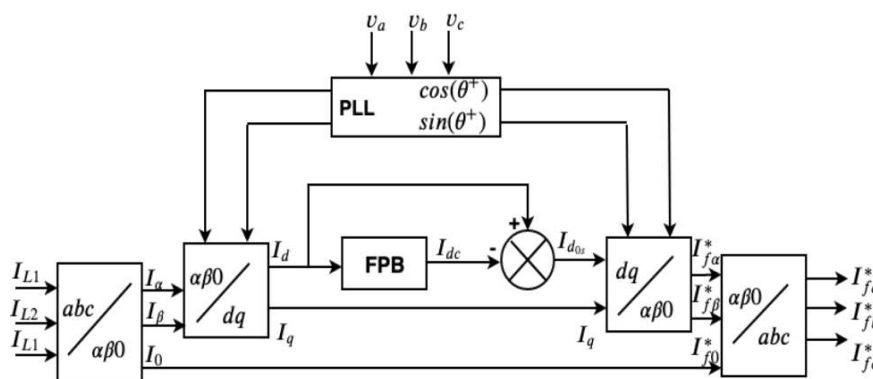 v_a v_b v_c
PLL cos(θ⁺)
sin(θ⁺)
+
I_d I_dc - I_d0s
FPB
I_L1 abc αβ0 I_α αβ0 dq dq αβ0 I*_fα αβ0 abc
I_L2 I_β I*_fβ
I_L1 I_0 I_q I_q I*_f0